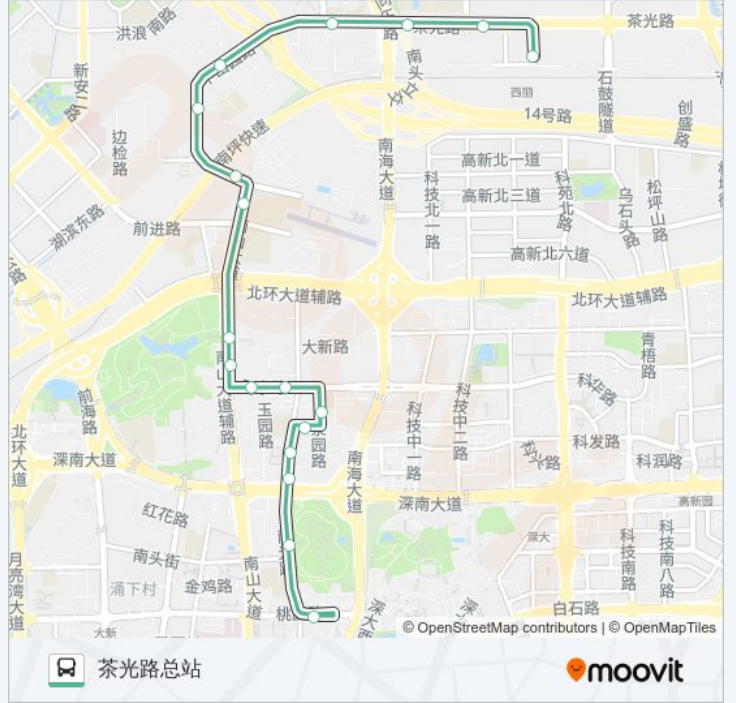 洪浪南路
茶光路
茶光路
新安二路
南头立交
西丽
石鼓隧道
14号路
创盛路
边检路
南坪快速
南海大道
高新北一道
科技北一路
科苑北路
高新北三道
乌石头路
松坪山路
湖滨东路
前进路
高新北六道
北环大道辅路
北环大道辅路
大新路
青梧路
南山大道辅路
前海路
玉园路
科技中一路
科技中二路
科华路
北环大道
科发路
深南大道
南海大道
科润路
深南大道
高新园
红花路
深大
科技南路
科技南八路
月亮湾大道
南头街
涌下村
金鸡路
南山大道
白石路
大新
© OpenStreetMap contributors | © OpenMapTiles
茶光路总站
moovit